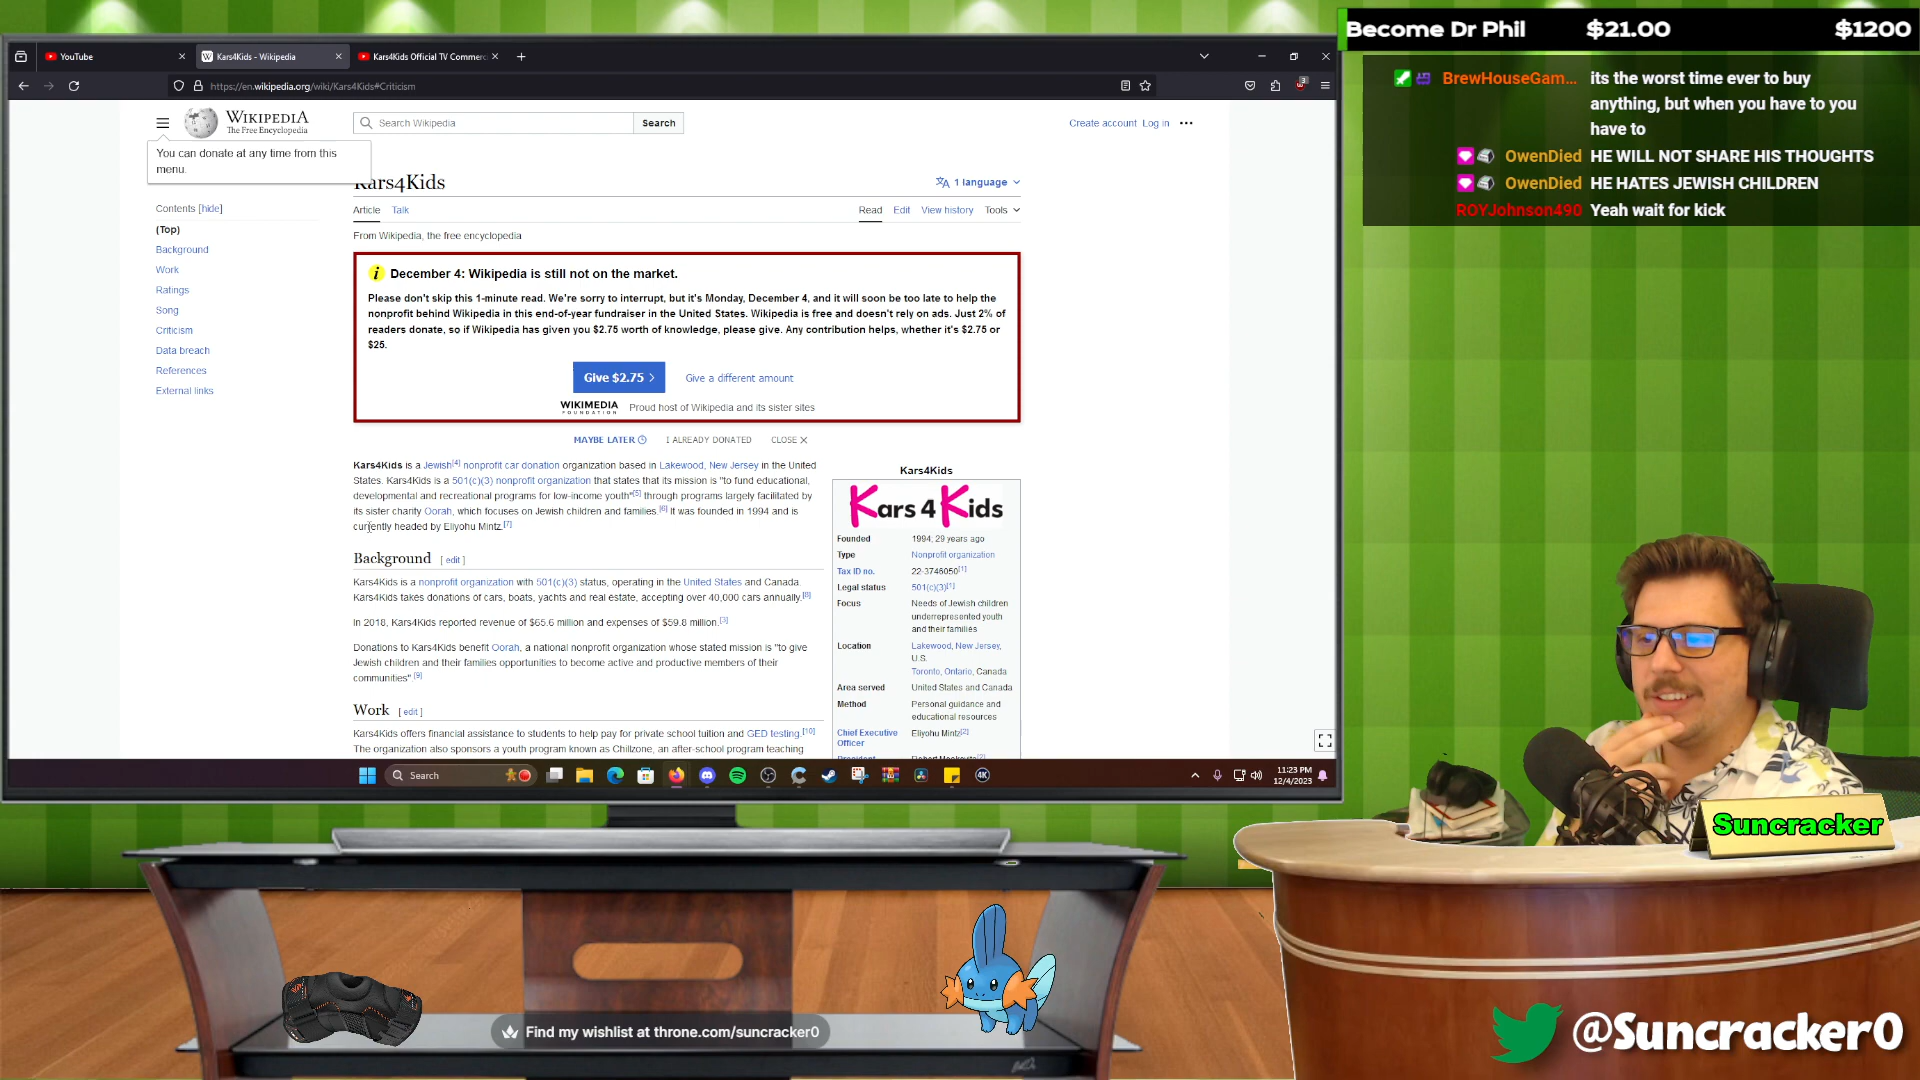 YouTube
Kars4Kids - Wikipedia
Kars4Kids Official TV Commerc
https://en.wikipedia.org/wiki/Kars4Kids#Criticism
3
WIKIPEDIA
The Free Encyclopedia
Search Wikipedia
Search
Create account Log in
You can donate at any time from this
menu.
Kars4Kids
1 language
Contents [hide]
(Top)
Background
Work
Ratings
Song
Criticism
Data breach
References
External links
Article Talk
Read Edit View history Tools
From Wikipedia, the free encyclopedia
i December 4: Wikipedia is still not on the market.
Please don't skip this 1-minute read. We're sorry to interrupt, but it's Monday, December 4, and it will soon be too late to help the
nonprofit behind Wikipedia in this end-of-year fundraiser in the United States. Wikipedia is free and doesn't rely on ads. Just 2% of
readers donate, so if Wikipedia has given you $2.75 worth of knowledge, please give. Any contribution helps, whether it's $2.75 or
$25.
Give $2.75
Give a different amount
WIKIMEDIA
FOUNDATION
Proud host of Wikipedia and its sister sites
MAYBE LATER
I ALREADY DONATED
CLOSE
Kars4Kids is a Jewish[4] nonprofit car donation organization based in Lakewood, New Jersey in the United
States. Kars4Kids is a 501(c)(3) nonprofit organization that states that its mission is "to fund educational,
developmental and recreational programs for low-income youth"[5] through programs largely facilitated by
its sister charity Oorah, which focuses on Jewish children and families.[6] It was founded in 1994 and is
currently headed by Eliyohu Mintz.[7]
Background [ edit ]
Kars4Kids is a nonprofit organization with 501(c)(3) status, operating in the United States and Canada.
Kars4Kids takes donations of cars, boats, yachts and real estate, accepting over 40,000 cars annually.[8]
In 2018, Kars4Kids reported revenue of $65.6 million and expenses of $59.8 million.[3]
Donations to Kars4Kids benefit Oorah, a national nonprofit organization whose stated mission is "to give
Jewish children and their families opportunities to become active and productive members of their
communities" [9]
Work [ edit ]
Kars4Kids offers financial assistance to students to help pay for private school tuition and GED testing.[10]
The organization also sponsors a youth program known as Chillzone, an after-school program teaching
Kars4Kids
Kars 4 Kids
Founded 1994; 29 years ago
Type Nonprofit organization
Tax ID no. 22-3746050[1]
Legal status 501(c)(3)[1]
Focus Needs of Jewish children
underrepresented youth
and their families
Location Lakewood, New Jersey,
U.S.
Toronto, Ontario, Canada
Area served United States and Canada
Method Personal guidance and
educational resources
Chief Executive Eliyohu Mintz[2]
Officer
Search
4K
11:23 PM
12/4/2023
Become Dr Phil $21.00 $1200
BrewHouseGam... its the worst time ever to buy
anything, but when you have to you
have to
OwenDied HE WILL NOT SHARE HIS THOUGHTS
OwenDied HE HATES JEWISH CHILDREN
ROYJohnson490 Yeah wait for kick
Suncracker
Find my wishlist at throne.com/suncracker0
@Suncracker0